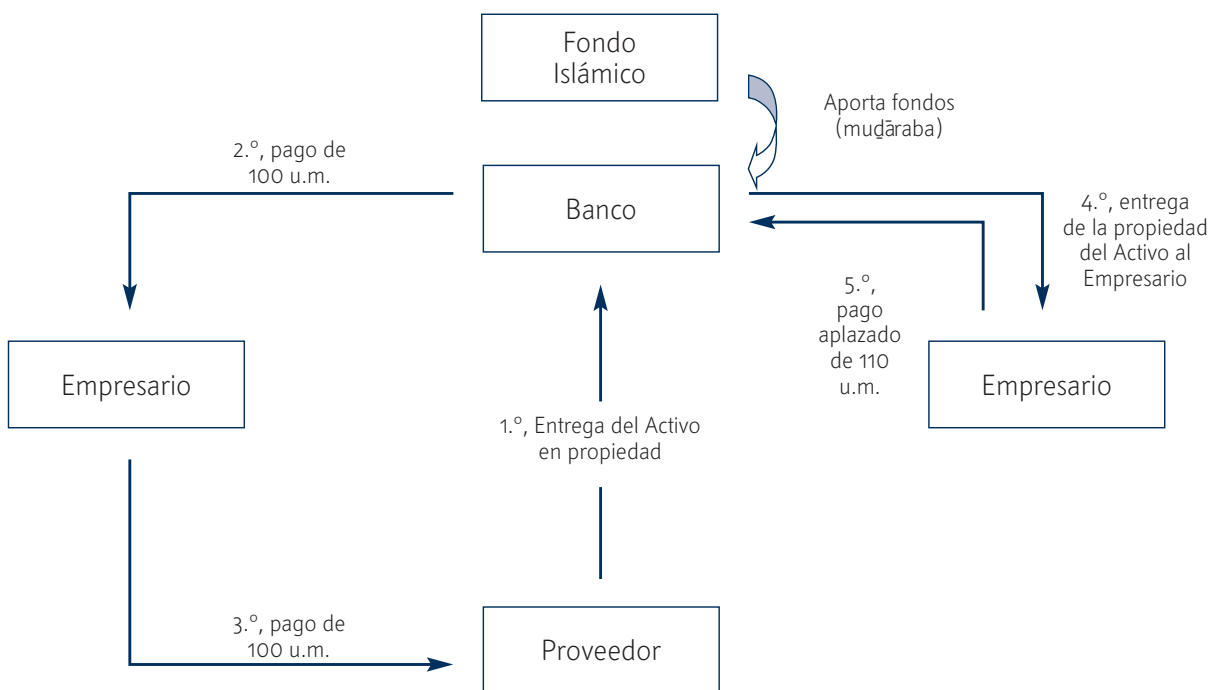 Fondo
Islámico
Aporta fondos
(muḏāraba)
2.º, pago de
100 u.m.
Banco
4.º, entrega
de la propiedad
del Activo al
Empresario
5.º,
pago
aplazado
de 110
u.m.
Empresario
Empresario
1.º, Entrega del Activo
en propiedad
3.º, pago de
100 u.m.
Proveedor